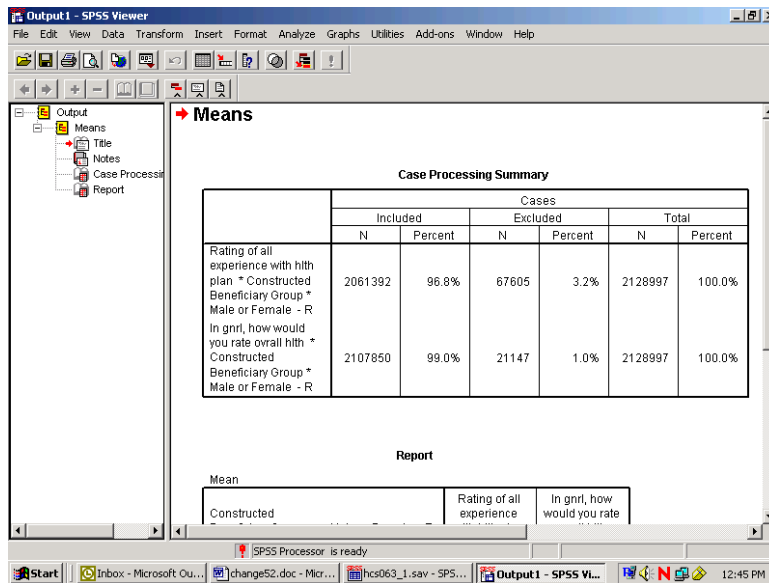 Output1 - SPSS Viewer
File Edit View Data Transform Insert Format Analyze Graphs Utilities Add-ons Window Help
Output
Means
Title
Notes
Case Processin
Report
Means
Case Processing Summary
Cases
Included Excluded Total
N Percent N Percent N Percent
Rating of all
experience with hlth
plan * Constructed
Beneficiary Group *
Male or Female - R
2061392 96.8% 67605 3.2% 2128997 100.0%
In gnrl, how would
you rate ovrall hlth *
Constructed
Beneficiary Group *
Male or Female - R
2107850 99.0% 21147 1.0% 2128997 100.0%
Report
Mean
Constructed
Rating of all
experience
In gnrl, how
would you rate
SPSS Processor is ready
Start Inbox - Microsoft Ou... change52.doc - Micr... hcs063_1.sav - SPS... Output1 - SPSS Vi... 12:45 PM